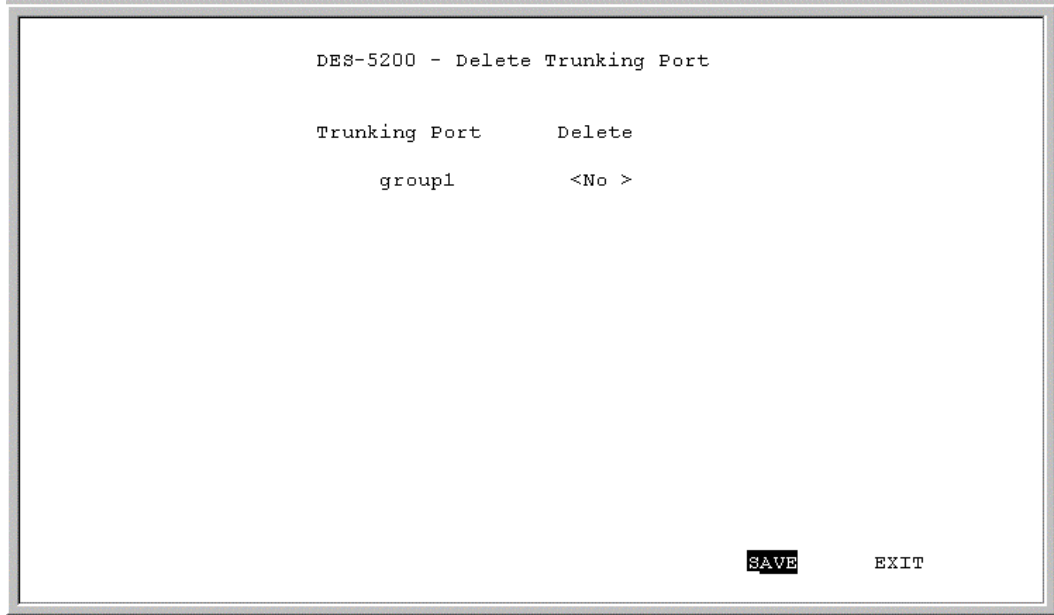 DES-5200 - Delete Trunking Port
Trunking Port Delete
group1 <No >
SAVE EXIT